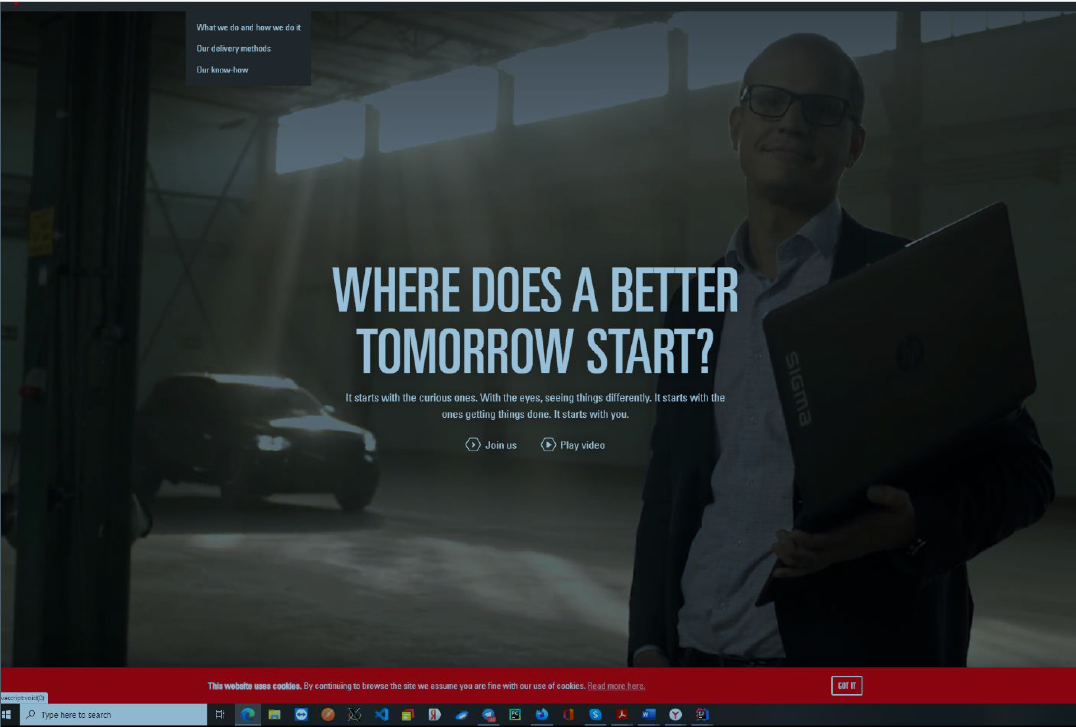 What we do and how we do it
Our delivery methods
Our know-how
WHERE DOES A BETTER
TOMORROW START?
It starts with the curious ones. With the eyes, seeing things differently. It starts with the
ones getting things done. It starts with you.
Join us
Play video
SIGMA
This website uses cookies. By continuing to browse the site we assume you are fine with our use of cookies. Read more here.
GOT IT
Type here to search